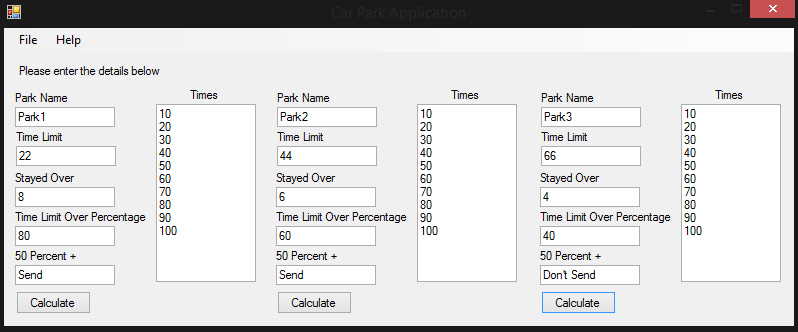 Car Park Application
File Help
Please enter the details below
Park Name
Park1
Time Limit
22
Stayed Over
8
Time Limit Over Percentage
80
50 Percent +
Send
Calculate
Times
10
20
30
40
50
60
70
80
90
100
Park Name
Park2
Time Limit
44
Stayed Over
6
Time Limit Over Percentage
60
50 Percent +
Send
Calculate
Times
10
20
30
40
50
60
70
80
90
100
Park Name
Park3
Time Limit
66
Stayed Over
4
Time Limit Over Percentage
40
50 Percent +
Don't Send
Calculate
Times
10
20
30
40
50
60
70
80
90
100